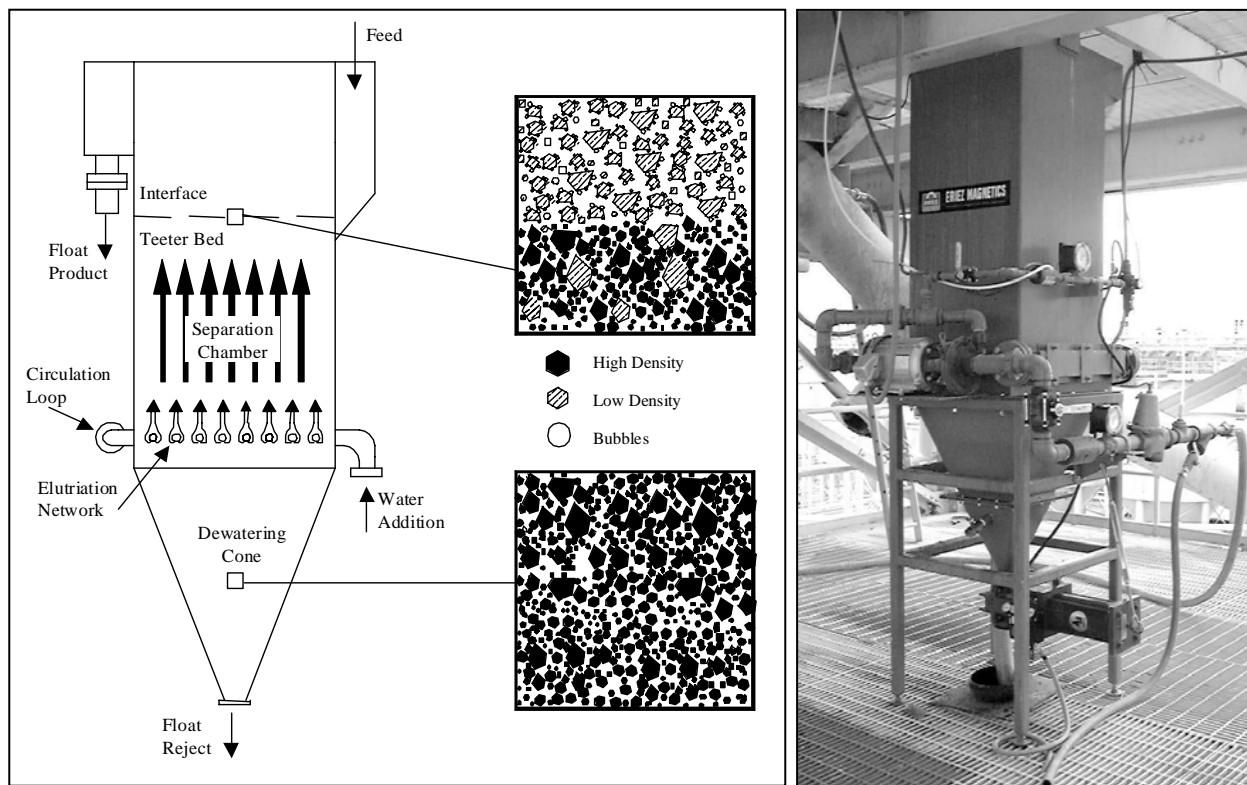 Feed
Interface
Teeter Bed
Float
Product
Separation
Chamber
Circulation
Loop
Elutriation
Network
Water
Addition
Dewatering
Cone
Float
Reject
High Density
Low Density
Bubbles
ERIEZ MAGNETICS